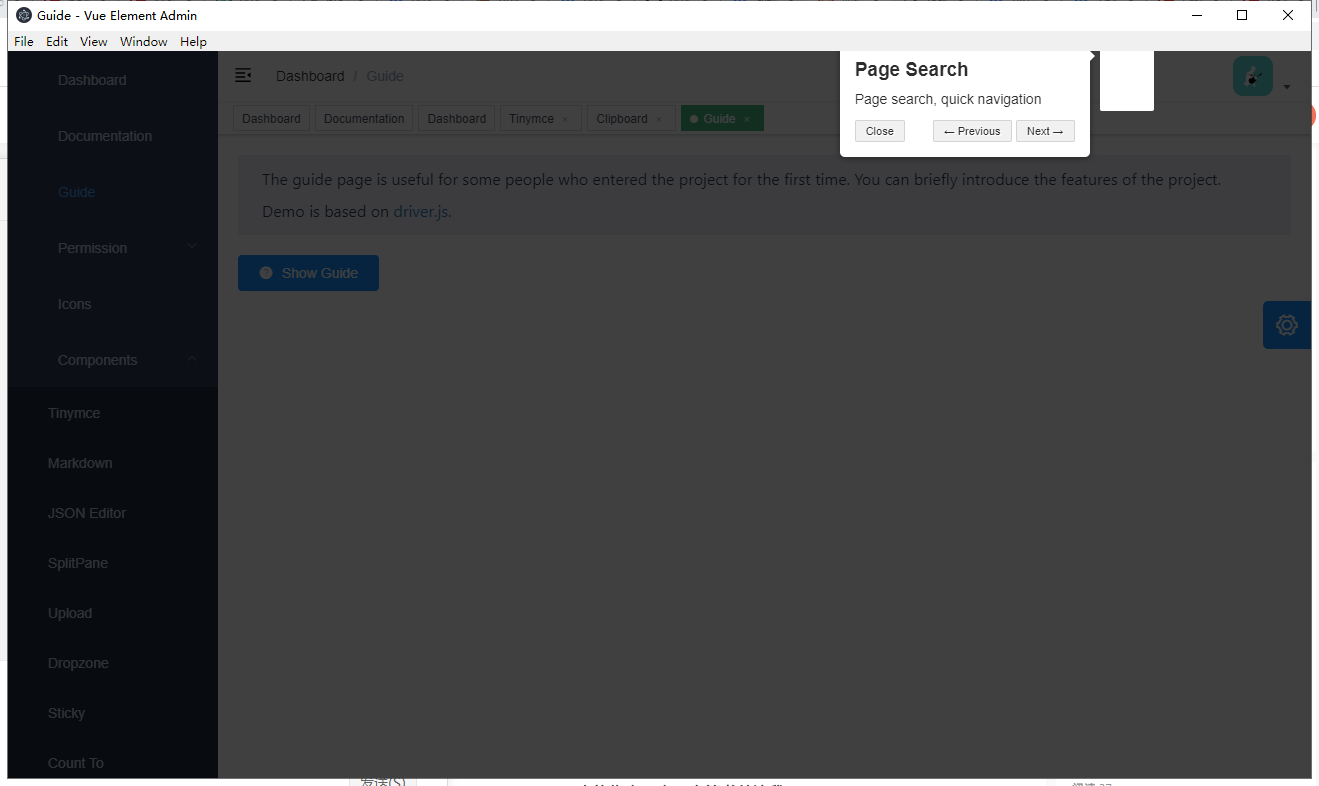 Guide - Vue Element Admin
File Edit View Window Help
Dashboard
Documentation
Guide
Permission
Icons
Components
Tinymce
Markdown
JSON Editor
SplitPane
Upload
Dropzone
Sticky
Count To
Dashboard / Guide
Dashboard Documentation Dashboard Tinymce × Clipboard × Guide ×
Page Search
Page search, quick navigation
Close ← Previous Next →
The guide page is useful for some people who entered the project for the first time. You can briefly introduce the features of the project.
Demo is based on driver.js.
Show Guide
发送(S)